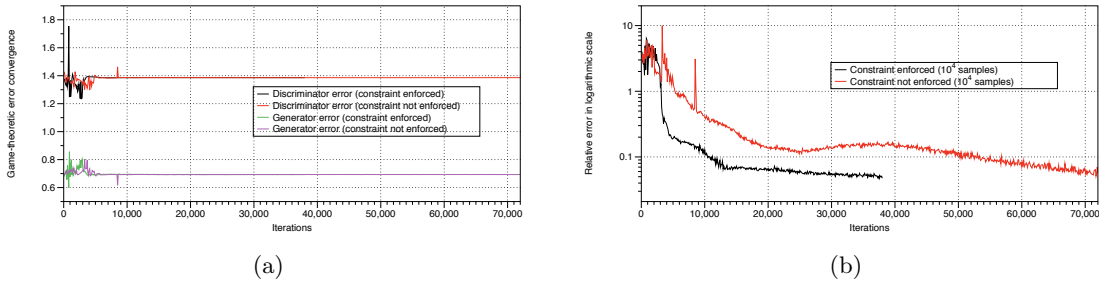 1.8
1.6
1.4
1.2
1.0
0.8
0.6
Game-theoretic error convergence
Discriminator error (constraint enforced)
Discriminator error (constraint not enforced)
Generator error (constraint enforced)
Generator error (constraint not enforced)
0 10,000 20,000 30,000 40,000 50,000 60,000 70,000
Iterations
(a)
10
1
0.1
Relative error in logarithmic scale
Constraint enforced (10^4 samples)
Constraint not enforced (10^4 samples)
0 10,000 20,000 30,000 40,000 50,000 60,000 70,000
Iterations
(b)